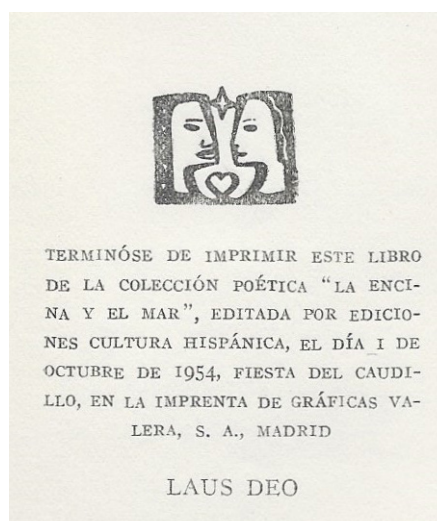 TERMINÓSE DE IMPRIMIR ESTE LIBRO
DE LA COLECCIÓN POÉTICA “LA ENCI-
NA Y EL MAR”, EDITADA POR EDICIO-
NES CULTURA HISPÁNICA, EL DÍA 1 DE
OCTUBRE DE 1954, FIESTA DEL CAUDI-
LLO, EN LA IMPRENTA DE GRÁFICAS VA-
LERA, S. A., MADRID
LAUS DEO